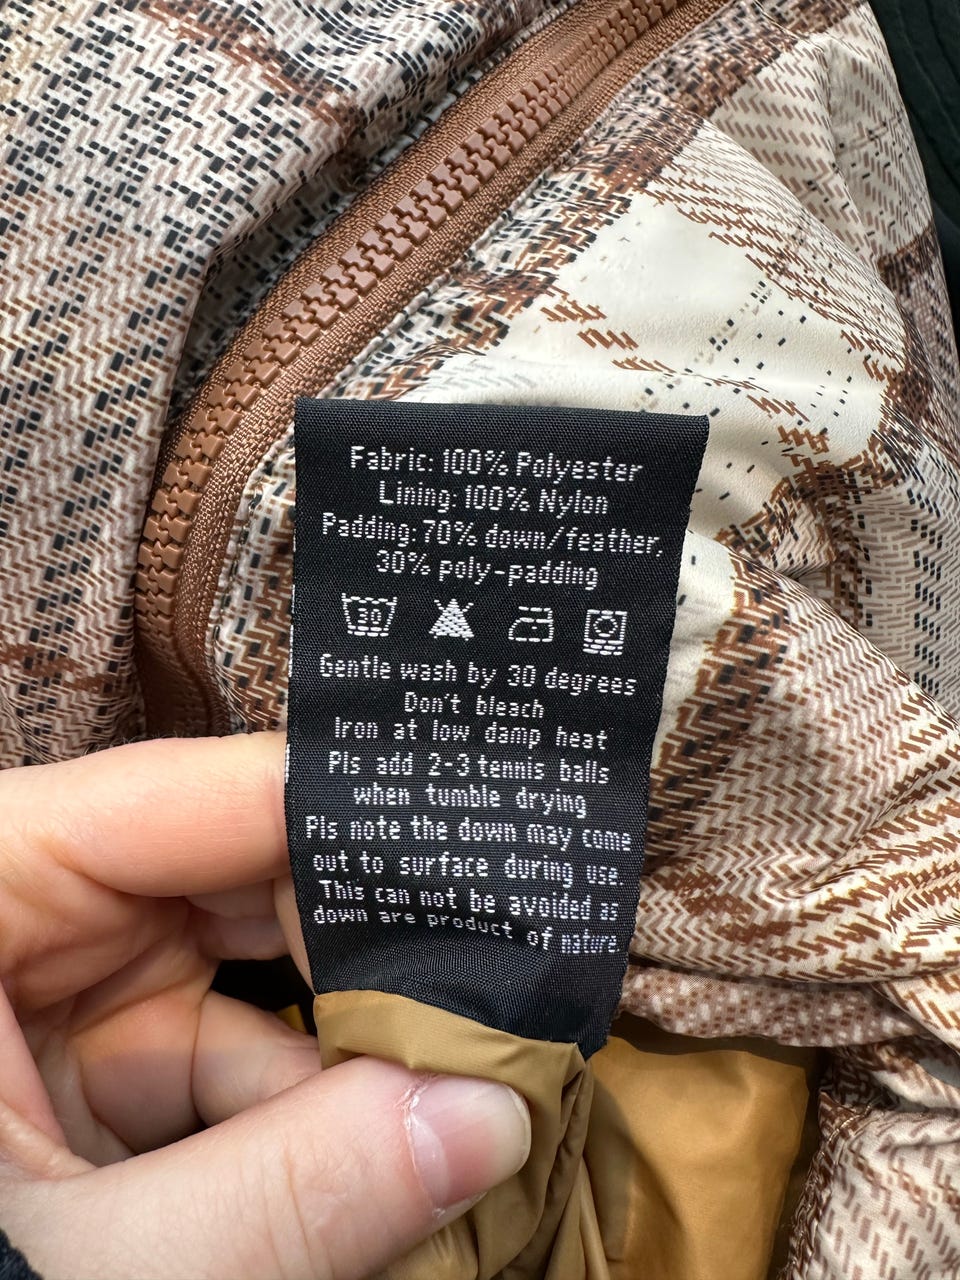 Fabric: 100% Polyester
Lining: 100% Nylon
Padding: 70% down/feather,
30% poly-padding
30
Gentle wash by 30 degrees
Don't bleach
Iron at low damp heat
Pls add 2-3 tennis balls
when tumble drying
Pls note the down may come
out to surface during use.
This can not be avoided as
down are product of nature.